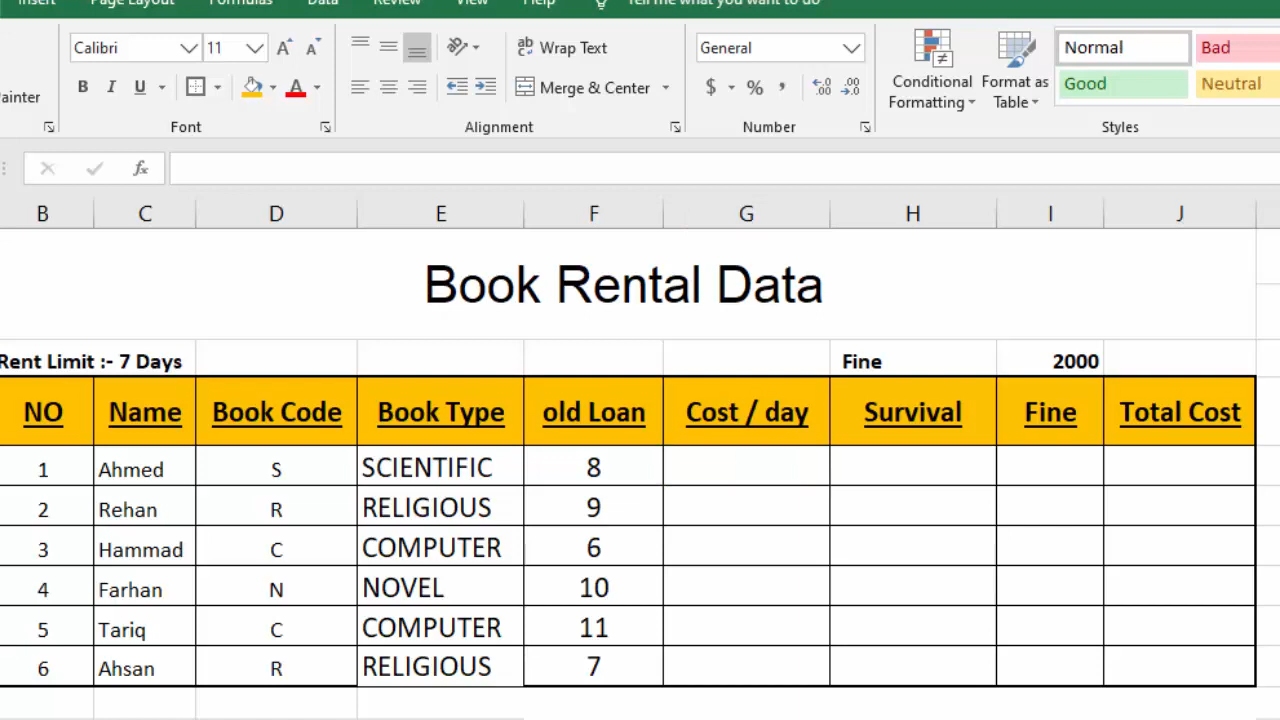 Insert Page Layout Formulas Data Review View Help Tell me what you want to do
Calibri 11 A A ab Wrap Text General Normal Bad
Painter B I U A Merge & Center $ % , .00 Conditional Formatting Format as Table Good Neutral
Font Alignment Number Styles
fx
B C D E F G H I J
Book Rental Data
Rent Limit :- 7 Days Fine 2000
NO Name Book Code Book Type old Loan Cost / day Survival Fine Total Cost
1 Ahmed S SCIENTIFIC 8
2 Rehan R RELIGIOUS 9
3 Hammad C COMPUTER 6
4 Farhan N NOVEL 10
5 Tariq C COMPUTER 11
6 Ahsan R RELIGIOUS 7